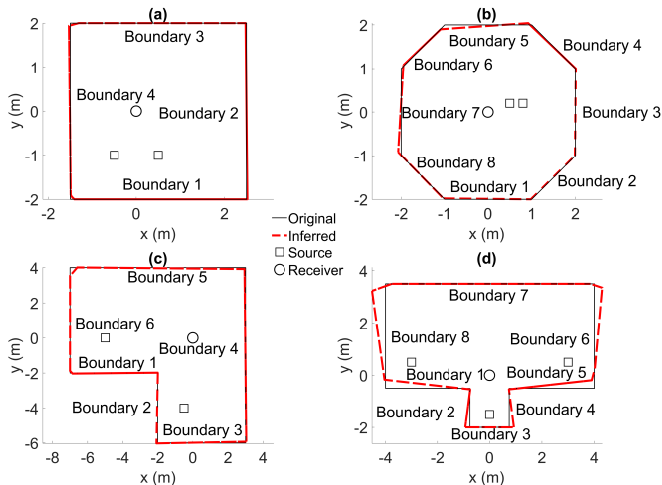 (a)
2
1
0
-1
-2
y (m)
Boundary 3
Boundary 4
Boundary 2
Boundary 1
-2
0
2
x (m)
(b)
2
1
0
-1
-2
y (m)
Boundary 5
Boundary 4
Boundary 6
Boundary 7
Boundary 3
Boundary 8
Boundary 2
Boundary 1
-2
-1
0
1
2
x (m)
Original
Inferred
Source
Receiver
(c)
4
2
0
-2
-4
-6
y (m)
Boundary 5
Boundary 6
Boundary 4
Boundary 1
Boundary 2
Boundary 3
-8
-6
-4
-2
0
2
4
x (m)
(d)
4
2
0
-2
y (m)
Boundary 7
Boundary 8
Boundary 6
Boundary 1
Boundary 5
Boundary 2
Boundary 4
Boundary 3
-4
-2
0
2
4
x (m)